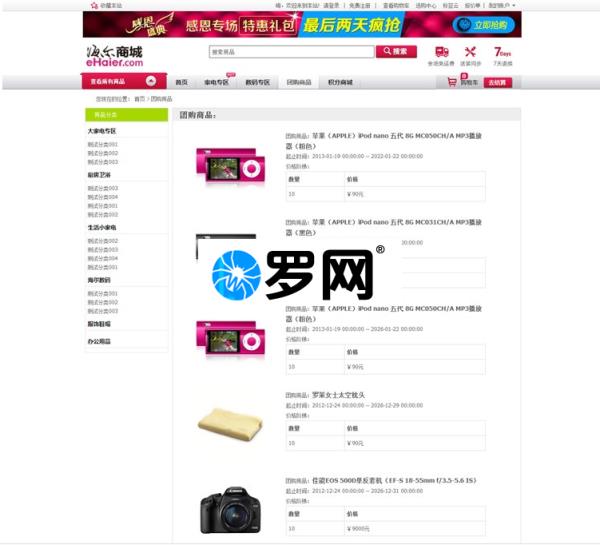 收藏本站
嗨，欢迎来到本站! 请登录 | 免费注册 | 查看购物车 选购中心 标签云 报价单 | 我的账户
感恩盛典 感恩专场 特惠礼包 最后两天疯抢 立即抢购
海尔商城
eHaier.com
搜索商品 搜索
全场免运费 送装同步 7 Days 7天退换
查看所有商品 首页 家电专区 HOT 数码专区 团购商品 积分商城 购物车 去结算
您现在的位置： 首页 > 团购商品
商品分类
大家电专区
测试分类001
测试分类002
测试分类003
厨房卫浴
测试分类003
测试分类004
测试分类001
测试分类002
生活小家电
测试分类002
测试分类003
测试分类004
测试分类001
海尔数码
测试分类001
测试分类002
测试分类003
服饰鞋帽
办公用品
团购商品：
团购商品：苹果（APPLE）iPod nano 五代 8G MC050CH/A MP3播放
器（粉色）
起止时间：2013-01-19 00:00:00 -- 2022-01-22 00:00:00
价格阶梯：
数量 价格
10 ￥90元
团购商品：苹果（APPLE）iPod nano 五代 8G MC031CH/A MP3播放
器（黑色）
00:00:00
罗网®
团购商品：苹果（APPLE）iPod nano 五代 8G MC050CH/A MP3播放
器（粉色）
起止时间：2013-01-19 00:00:00 -- 2026-01-22 00:00:00
价格阶梯：
数量 价格
10 ￥90元
团购商品：罗莱女士太空枕头
起止时间：2012-12-24 00:00:00 -- 2026-12-29 00:00:00
价格阶梯：
数量 价格
10 ￥90元
团购商品：佳能EOS 500D单反套机（EF-S 18-55mm f/3.5-5.6 IS）
起止时间：2012-12-24 00:00:00 -- 2026-12-31 00:00:00
价格阶梯：
数量 价格
10 ￥9000元